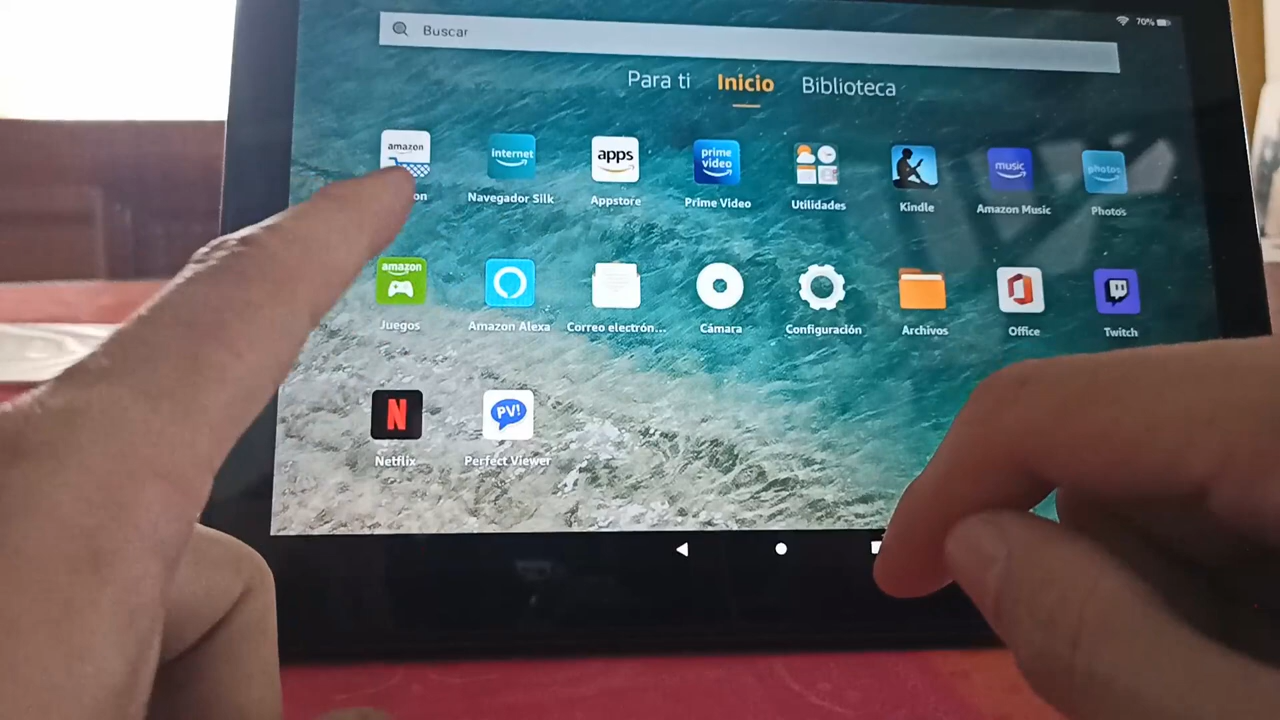 70%
Buscar
Para ti Inicio Biblioteca
amazon internet apps prime video music photos
on Navegador Silk Appstore Prime Video Utilidades Kindle Amazon Music Photos
amazon
Juegos Amazon Alexa Correo electrón... Cámara Configuración Archivos Office Twitch
N PV!
Netflix Perfect Viewer